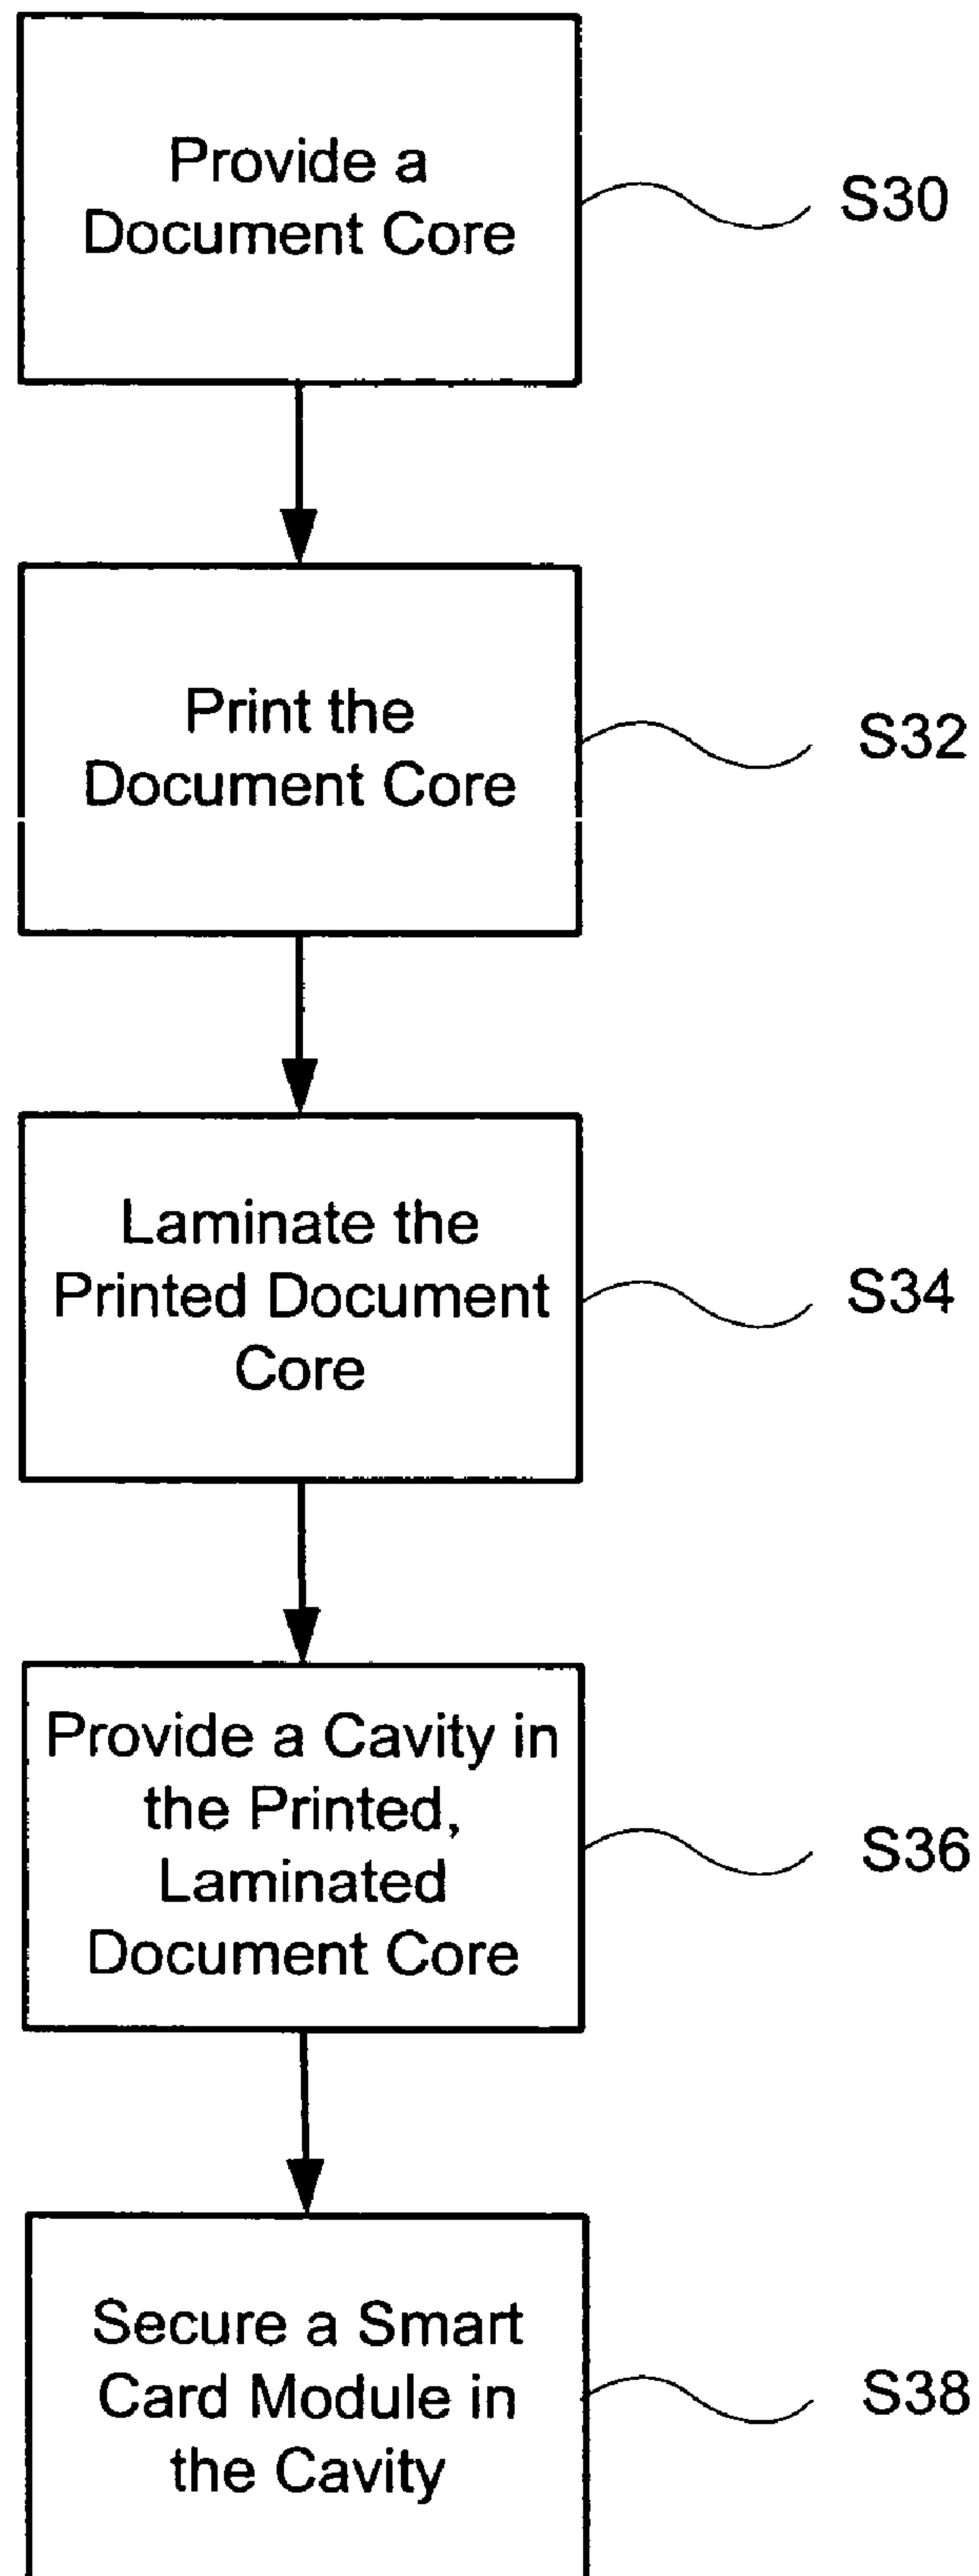 Provide a
Document Core
S30
Print the
Document Core
S32
Laminate the
Printed Document
Core
S34
Provide a Cavity in
the Printed,
Laminated
Document Core
S36
Secure a Smart
Card Module in
the Cavity
S38